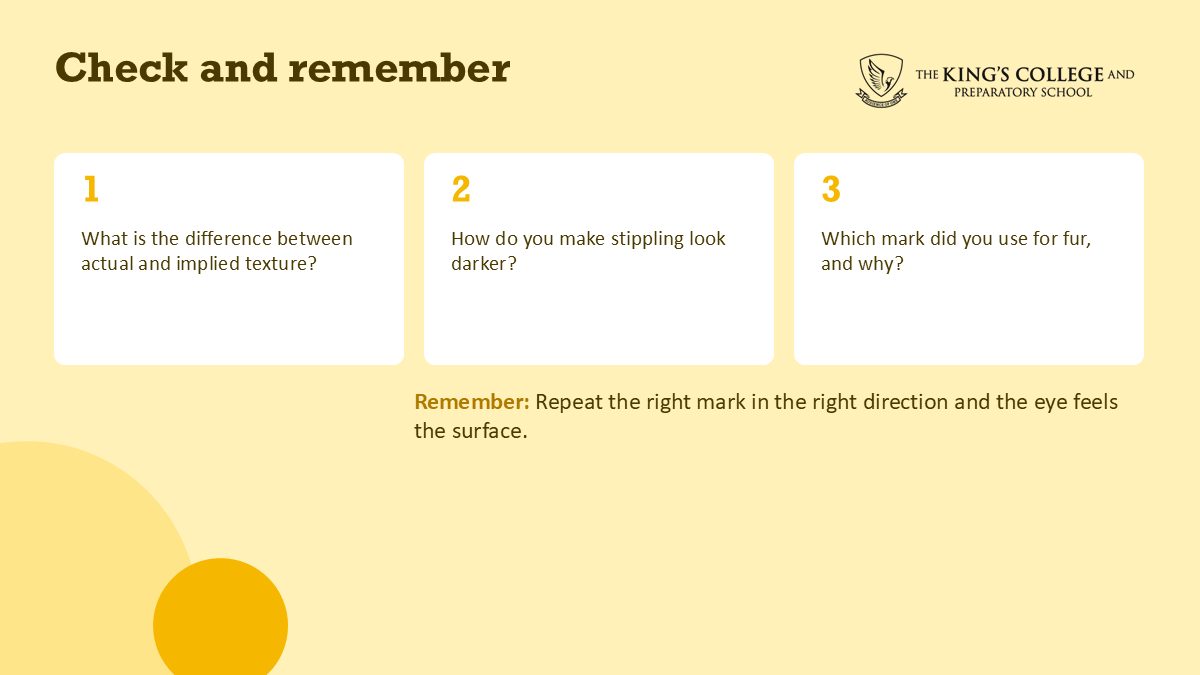 Check and remember
THE KING'S COLLEGE AND
PREPARATORY SCHOOL
1
What is the difference between
actual and implied texture?
2
How do you make stippling look
darker?
3
Which mark did you use for fur,
and why?
Remember: Repeat the right mark in the right direction and the eye feels
the surface.